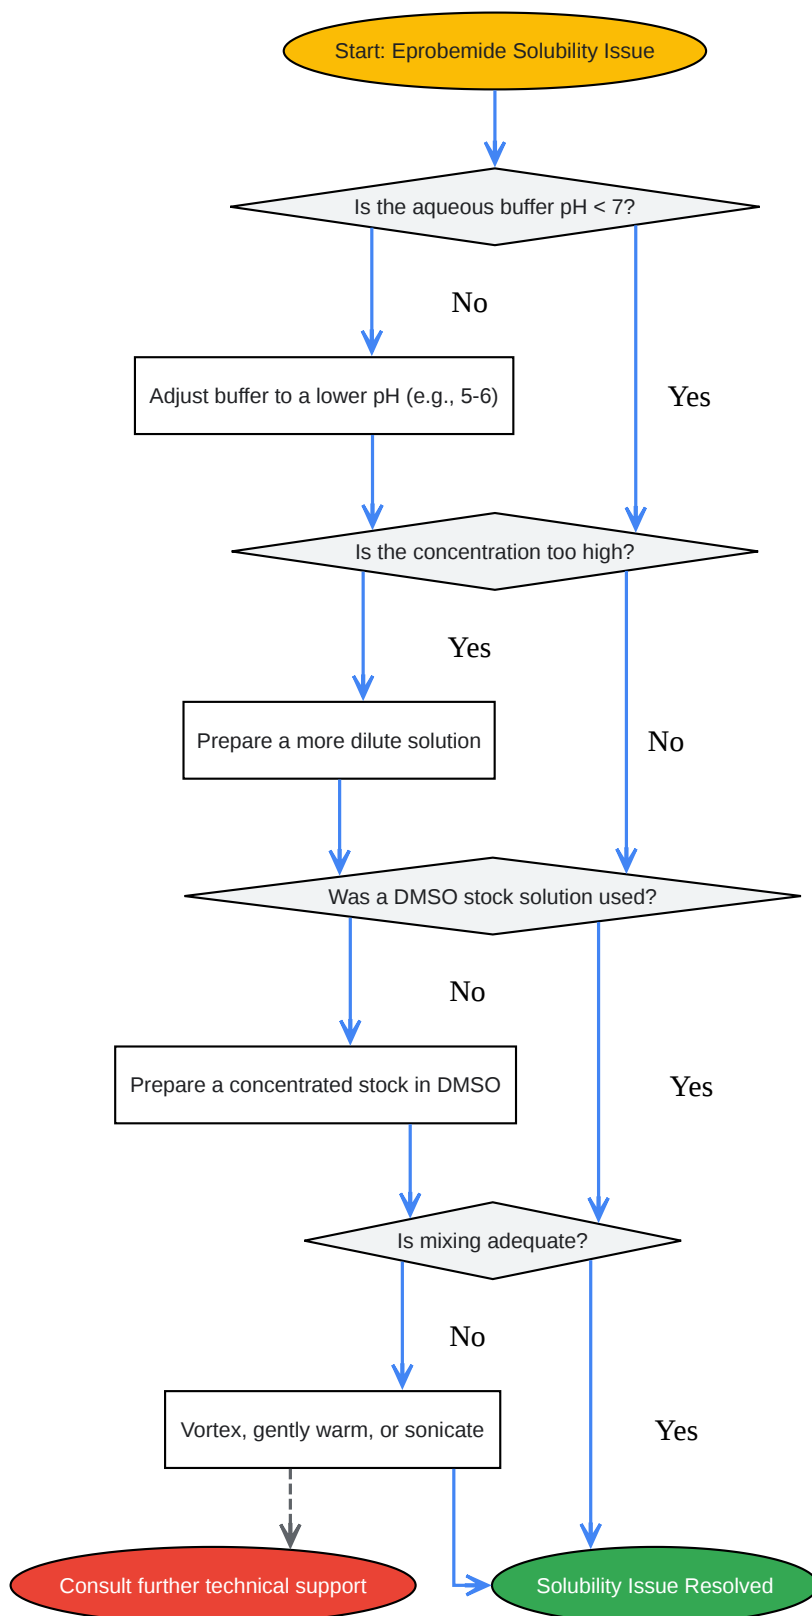 Start: Eprobemide Solubility Issue
Is the aqueous buffer pH < 7?
No
Adjust buffer to a lower pH (e.g., 5-6)
Yes
Is the concentration too high?
Yes
Prepare a more dilute solution
No
Was a DMSO stock solution used?
No
Prepare a concentrated stock in DMSO
Yes
Is mixing adequate?
No
Vortex, gently warm, or sonicate
Yes
Consult further technical support
Solubility Issue Resolved